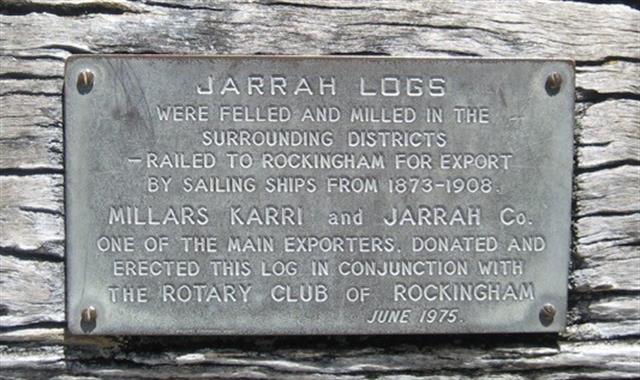 JARRAH LOGS
WERE FELLED AND MILLED IN THE -
SURROUNDING DISTRICTS
- RAILED TO ROCKINGHAM FOR EXPORT
BY SAILING SHIPS FROM 1873-1908.
MILLARS KARRI and JARRAH Co.
ONE OF THE MAIN EXPORTERS, DONATED AND
ERECTED THIS LOG IN CONJUNCTION WITH
THE ROTARY CLUB OF ROCKINGHAM
JUNE 1975.